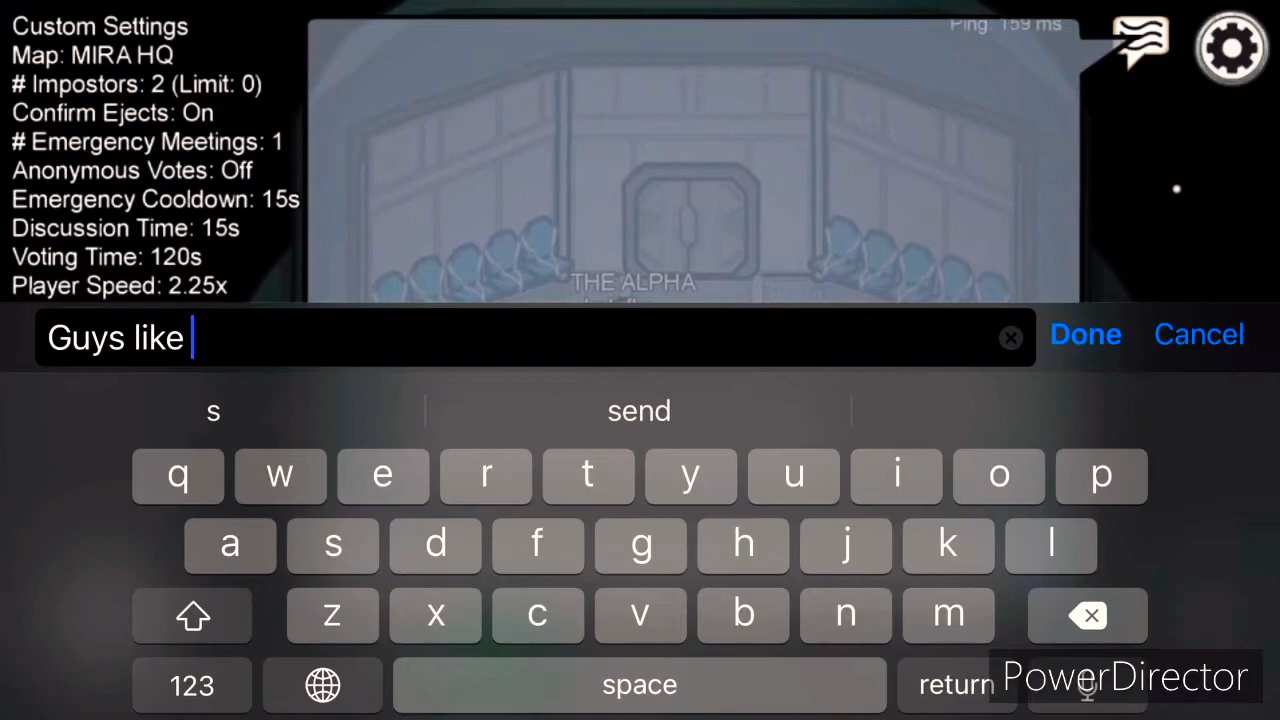 Custom Settings
Map: MIRA HQ
# Impostors: 2 (Limit: 0)
Confirm Ejects: On
# Emergency Meetings: 1
Anonymous Votes: Off
Emergency Cooldown: 15s
Discussion Time: 15s
Voting Time: 120s
Player Speed: 2.25x
Ping: 159 ms
THE ALPHA
Guys like
Done
Cancel
s
send
q w e r t y u i o p
a s d f g h j k l
z x c v b n m
123
space
return
PowerDirector